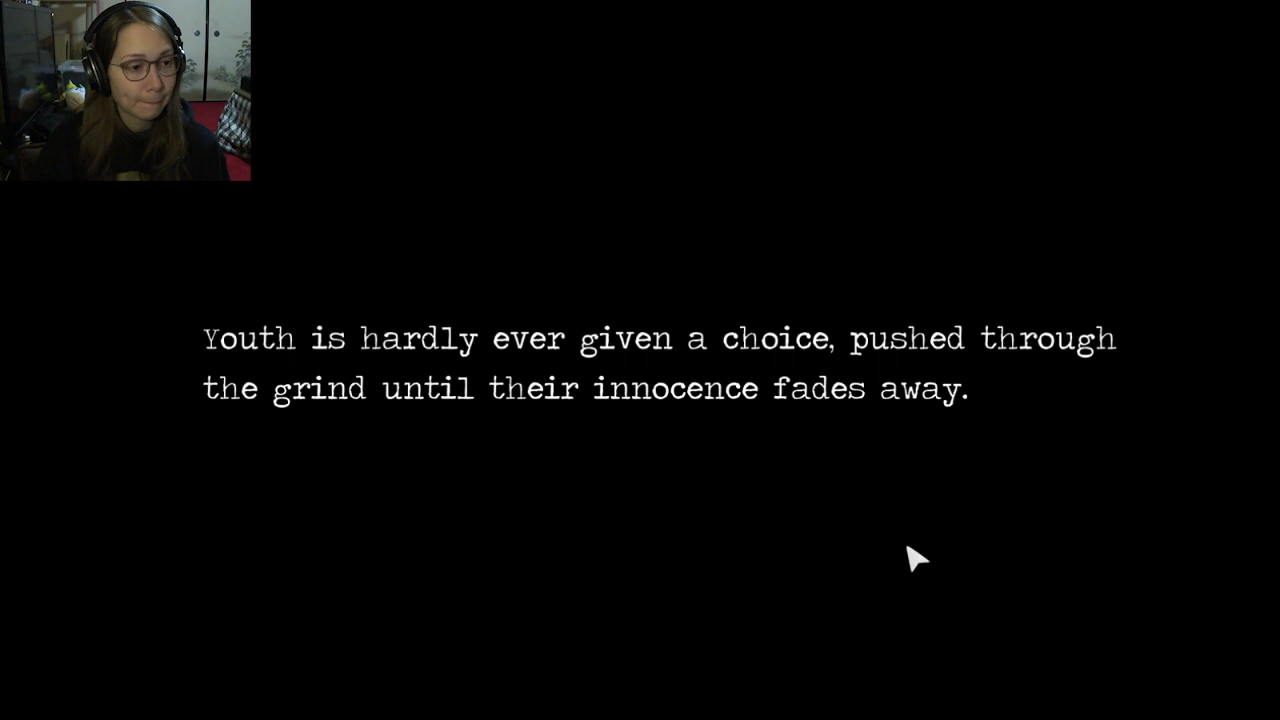 Youth is hardly ever given a choice, pushed through
the grind until their innocence fades away.